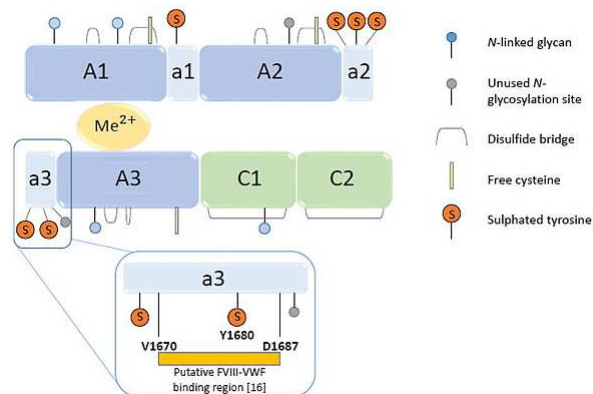 S
S S S
A1 a1 A2 a2
Me2+
a3 A3 C1 C2
S S
a3
S
S
Y1680
V1670 D1687
Putative FVIII-VWF
binding region [16]
N-linked glycan
Unused N-
glycosylation site
Disulfide bridge
Free cysteine
S
Sulphated tyrosine